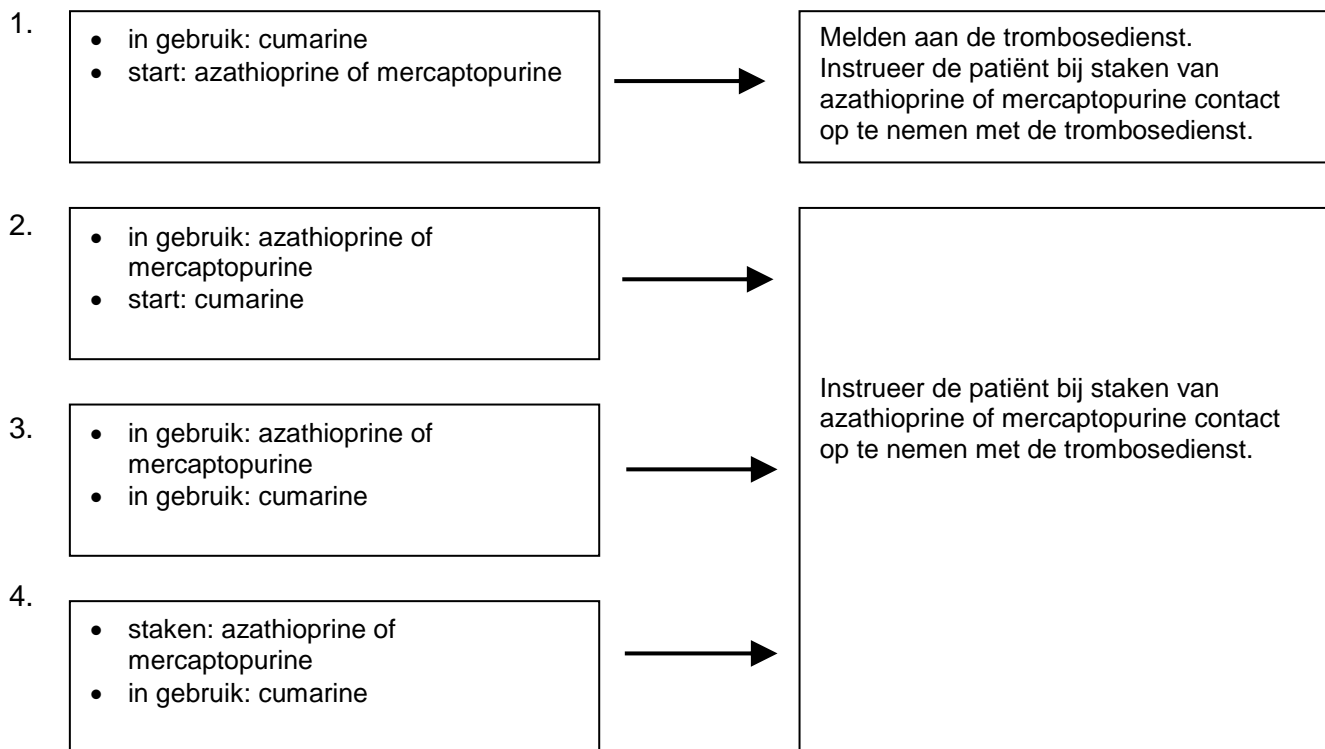 1.
• in gebruik: cumarine
• start: azathioprine of mercaptopurine
Melden aan de trombosedienst.
Instrueer de patiënt bij staken van
azathioprine of mercaptopurine contact
op te nemen met de trombosedienst.
2.
• in gebruik: azathioprine of
mercaptopurine
• start: cumarine
3.
• in gebruik: azathioprine of
mercaptopurine
• in gebruik: cumarine
4.
• staken: azathioprine of
mercaptopurine
• in gebruik: cumarine
Instrueer de patiënt bij staken van
azathioprine of mercaptopurine contact
op te nemen met de trombosedienst.